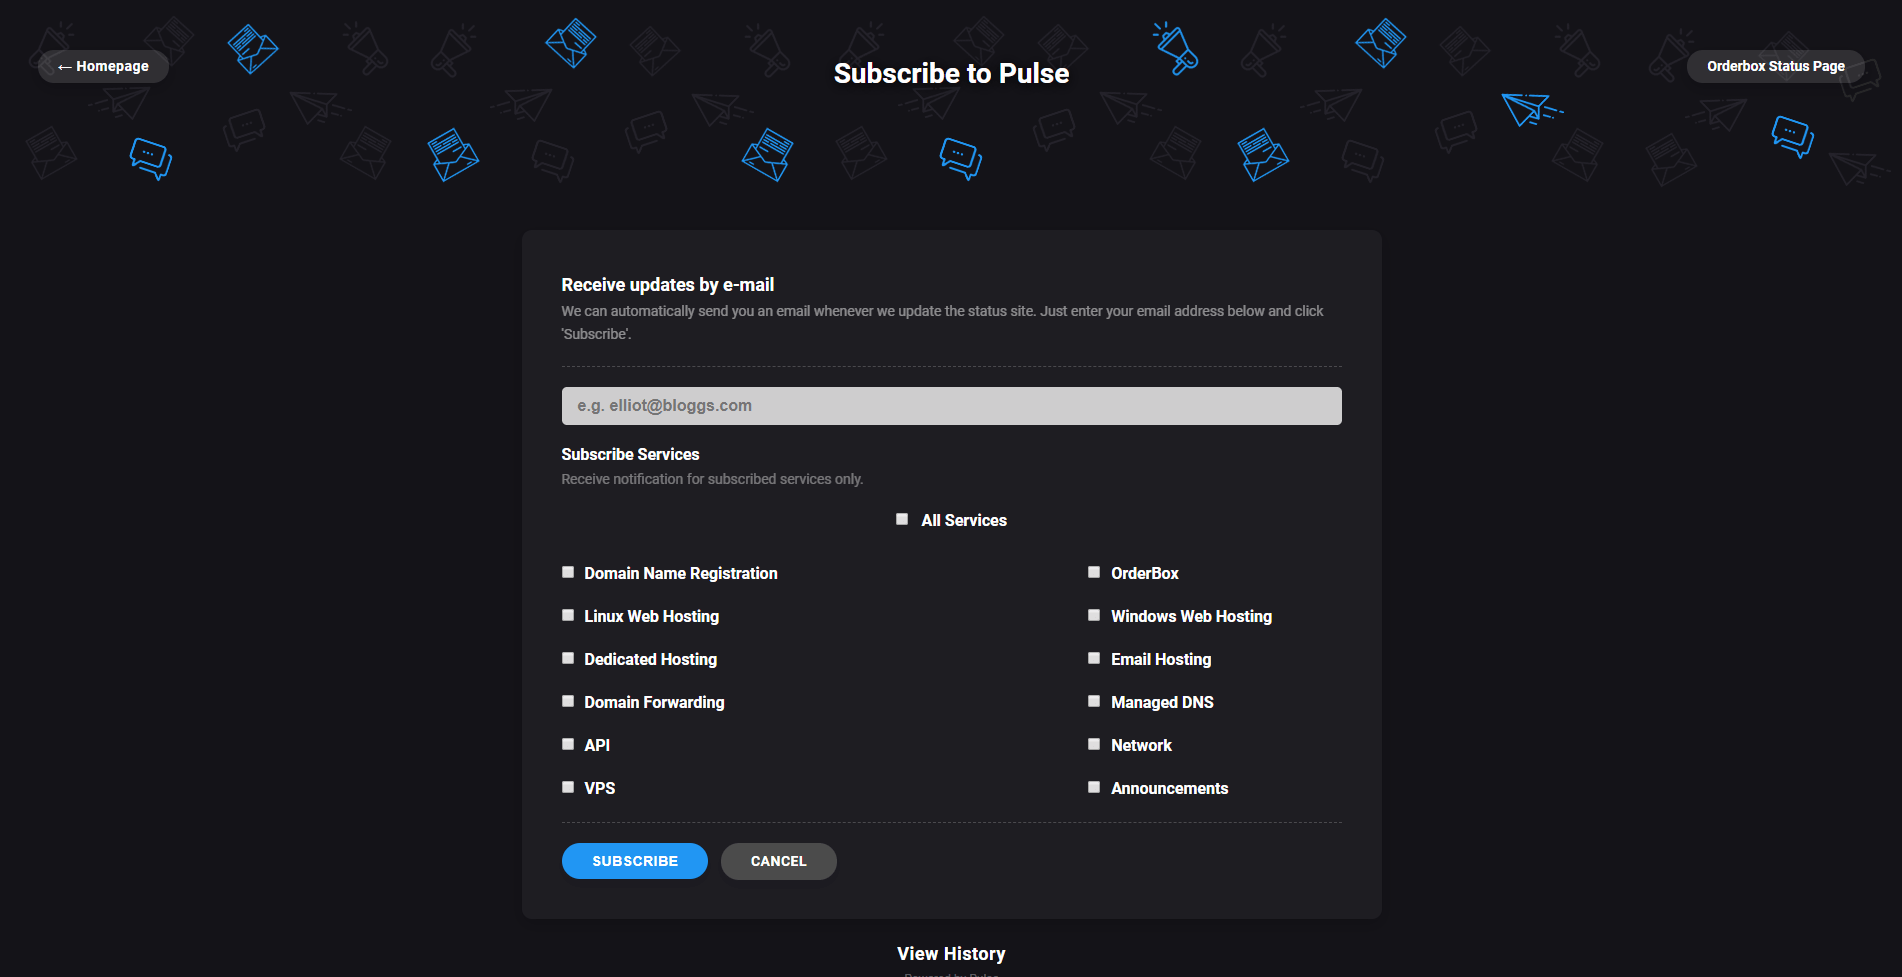 ← Homepage
Subscribe to Pulse
Orderbox Status Page
Receive updates by e-mail
We can automatically send you an email whenever we update the status site. Just enter your email address below and click
'Subscribe'.
e.g. elliot@bloggs.com
Subscribe Services
Receive notification for subscribed services only.
All Services
Domain Name Registration
OrderBox
Linux Web Hosting
Windows Web Hosting
Dedicated Hosting
Email Hosting
Domain Forwarding
Managed DNS
API
Network
VPS
Announcements
SUBSCRIBE
CANCEL
View History
Powered by Pulse